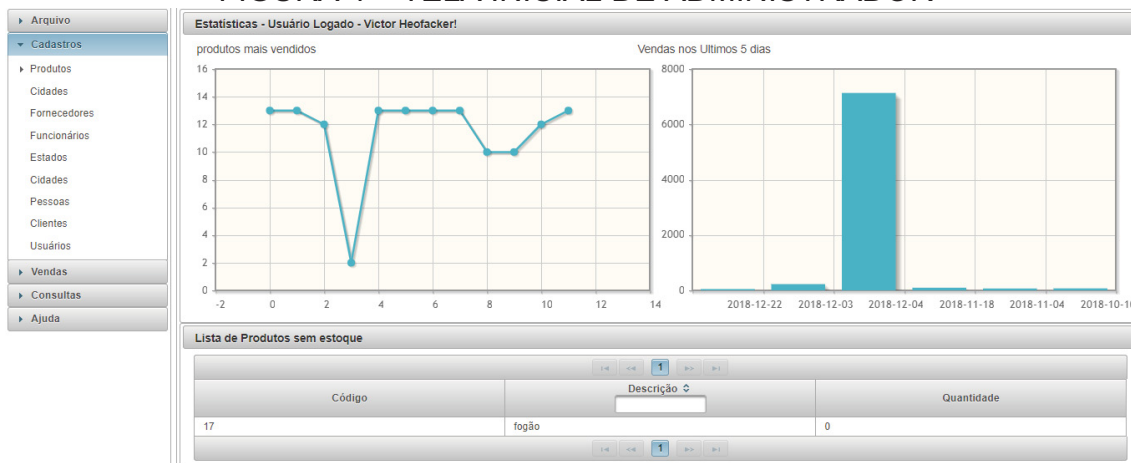 Arquivo
Cadastros
Produtos
Cidades
Fornecedores
Funcionários
Estados
Cidades
Pessoas
Clientes
Usuários
Vendas
Consultas
Ajuda
Estatísticas - Usuário Logado - Victor Heofacker!
produtos mais vendidos
16
14
12
10
8
6
4
2
0
-2 0 2 4 6 8 10 12 14
Vendas nos Ultimos 5 dias
8000
6000
4000
2000
0
2018-12-22 2018-12-03 2018-12-04 2018-11-18 2018-11-04 2018-10-16
Lista de Produtos sem estoque
1
Código Descrição Quantidade
17 fogão 0
1